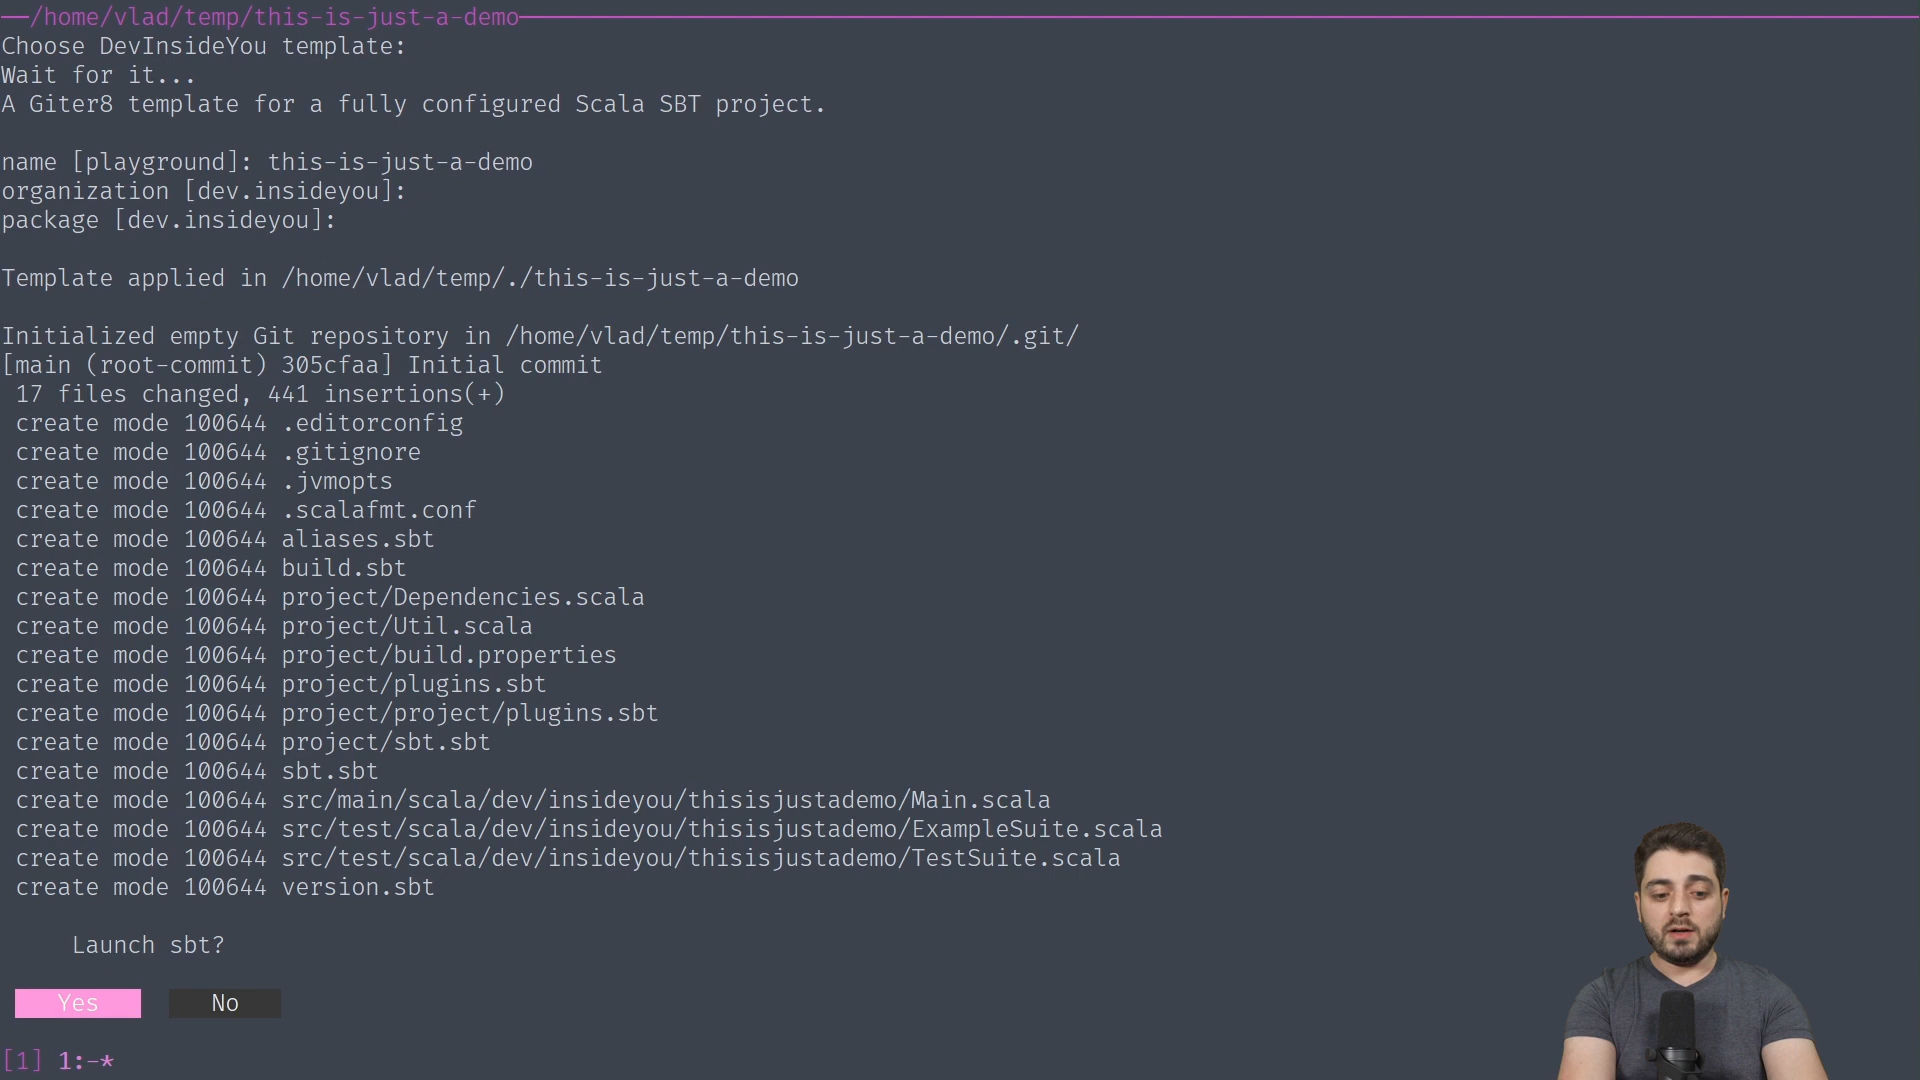 /home/vlad/temp/this-is-just-a-demo
Choose DevInsideYou template:
Wait for it...
A Giter8 template for a fully configured Scala SBT project.
name [playground]: this-is-just-a-demo
organization [dev.insideyou]:
package [dev.insideyou]:
Template applied in /home/vlad/temp/./this-is-just-a-demo
Initialized empty Git repository in /home/vlad/temp/this-is-just-a-demo/.git/
[main (root-commit) 305cfaa] Initial commit
17 files changed, 441 insertions(+)
create mode 100644 .editorconfig
create mode 100644 .gitignore
create mode 100644 .jvmopts
create mode 100644 .scalafmt.conf
create mode 100644 aliases.sbt
create mode 100644 build.sbt
create mode 100644 project/Dependencies.scala
create mode 100644 project/Util.scala
create mode 100644 project/build.properties
create mode 100644 project/plugins.sbt
create mode 100644 project/project/plugins.sbt
create mode 100644 project/sbt.sbt
create mode 100644 sbt.sbt
create mode 100644 src/main/scala/dev/insideyou/thisisjustademo/Main.scala
create mode 100644 src/test/scala/dev/insideyou/thisisjustademo/ExampleSuite.scala
create mode 100644 src/test/scala/dev/insideyou/thisisjustademo/TestSuite.scala
create mode 100644 version.sbt
Launch sbt?
Yes No
[1] 1:-*